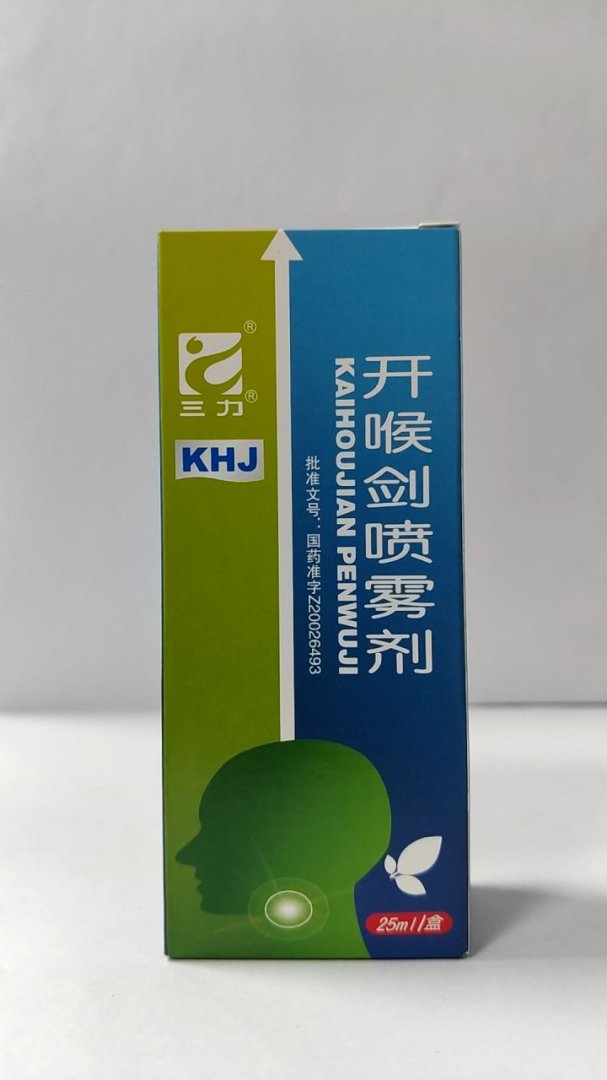 ®
三力®
KHJ
开喉剑喷雾剂
KAIHOUJIAN PENWUJI
批准文号：国药准字Z20026493
25ml/盒